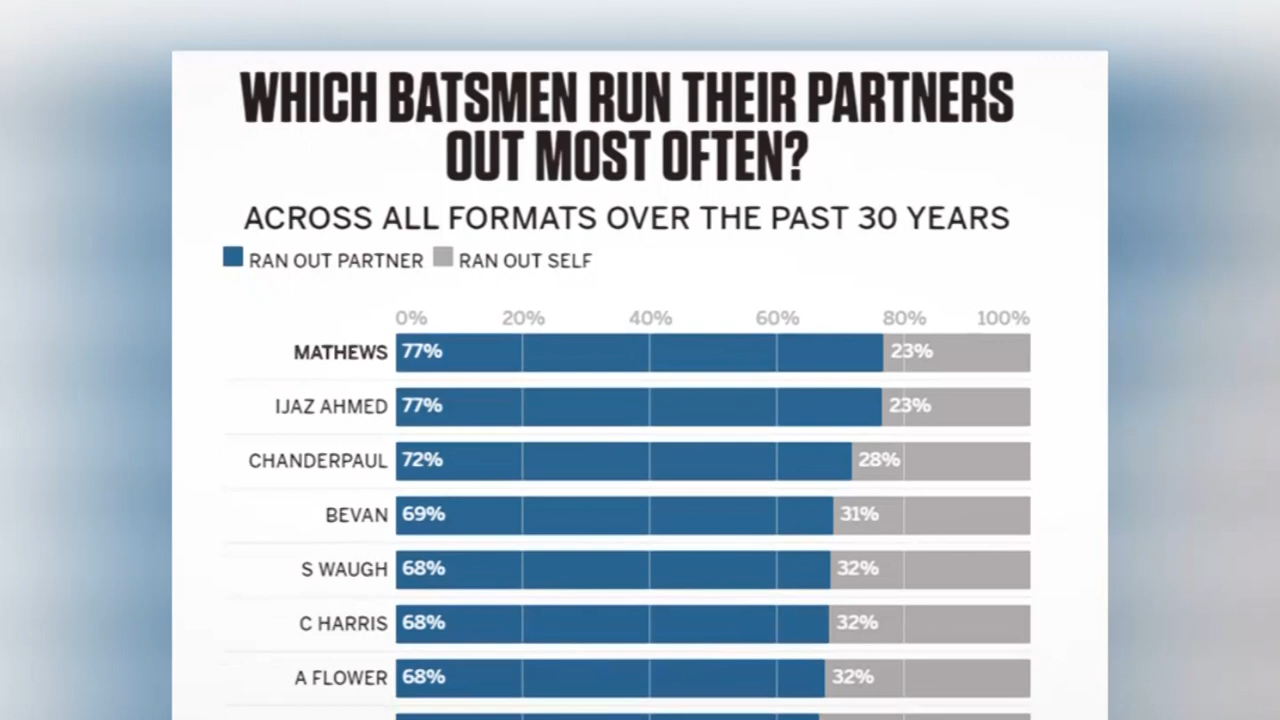 WHICH BATSMEN RUN THEIR PARTNERS
OUT MOST OFTEN?
ACROSS ALL FORMATS OVER THE PAST 30 YEARS
RAN OUT PARTNER RAN OUT SELF
0% 20% 40% 60% 80% 100%
MATHEWS 77% 23%
IJAZ AHMED 77% 23%
CHANDERPAUL 72% 28%
BEVAN 69% 31%
S WAUGH 68% 32%
C HARRIS 68% 32%
A FLOWER 68% 32%